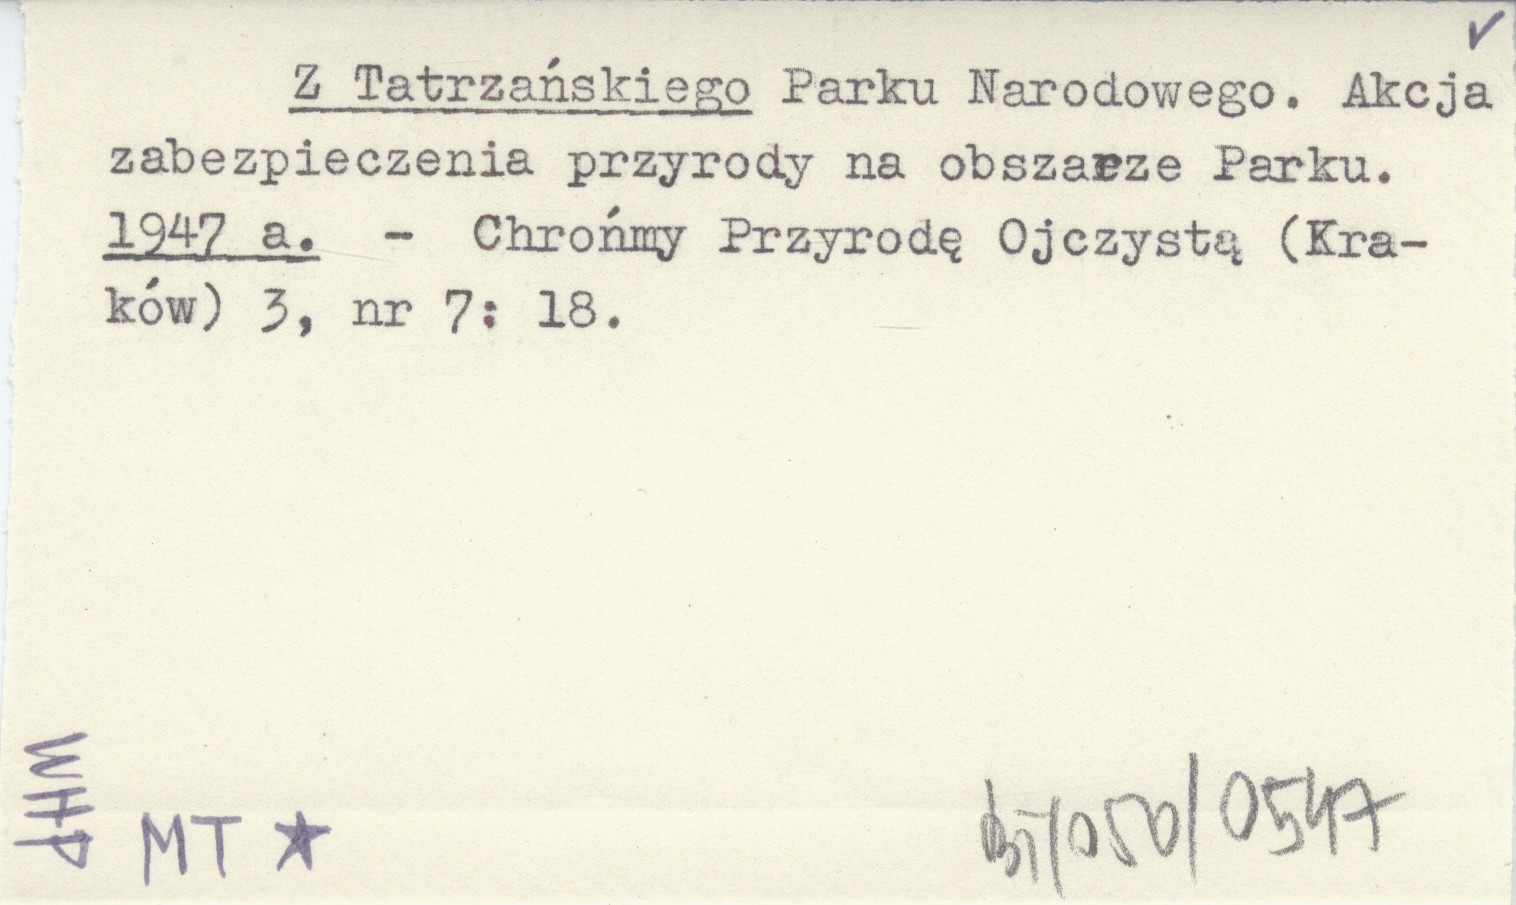 Z Tatrzańskiego Parku Narodowego. Akcja
zabezpieczenia przyrody na obszarze Parku.
1947 a. - Chrońmy Przyrodę Ojczystą (Kra-
ków) 3, nr 7: 18.
WHP
MT ★
bi/050/0547